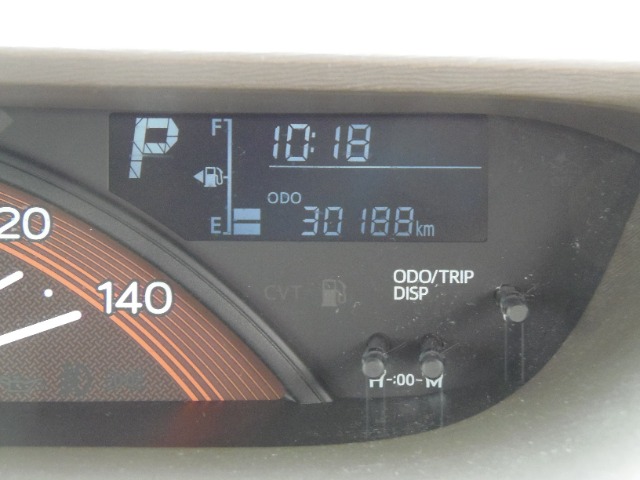 P
F
10:18
ODO
E
30188km
20
ODO/TRIP
DISP
140
CVT
H-:00-M